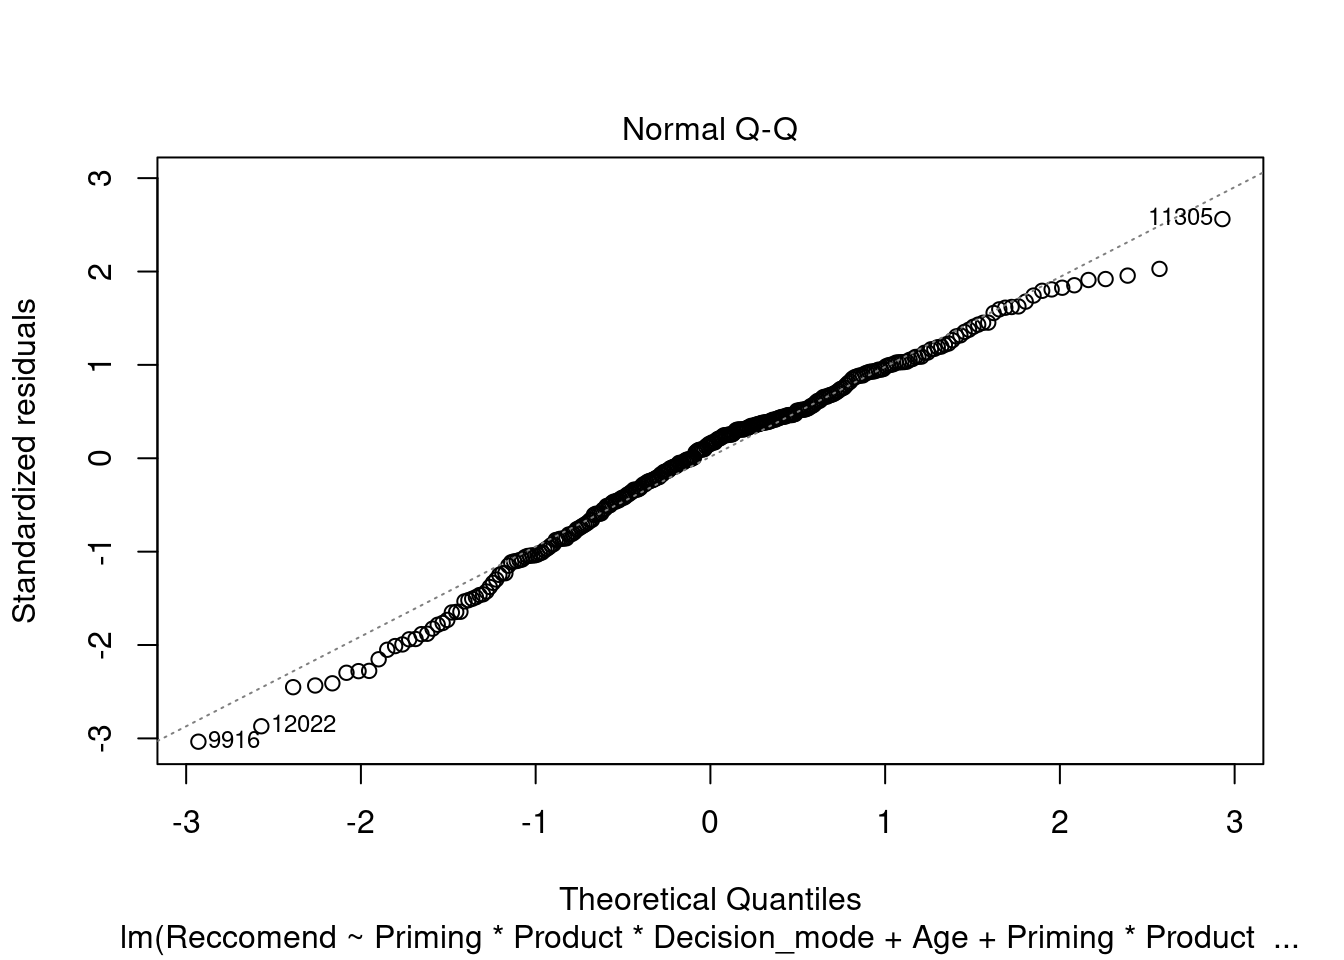 Normal Q-Q
Standardized residuals
3
2
1
0
-1
-2
-3
11305
12022
9916
-3 -2 -1 0 1 2 3
Theoretical Quantiles
lm(Reccomend ~ Priming * Product * Decision_mode + Age + Priming * Product ...